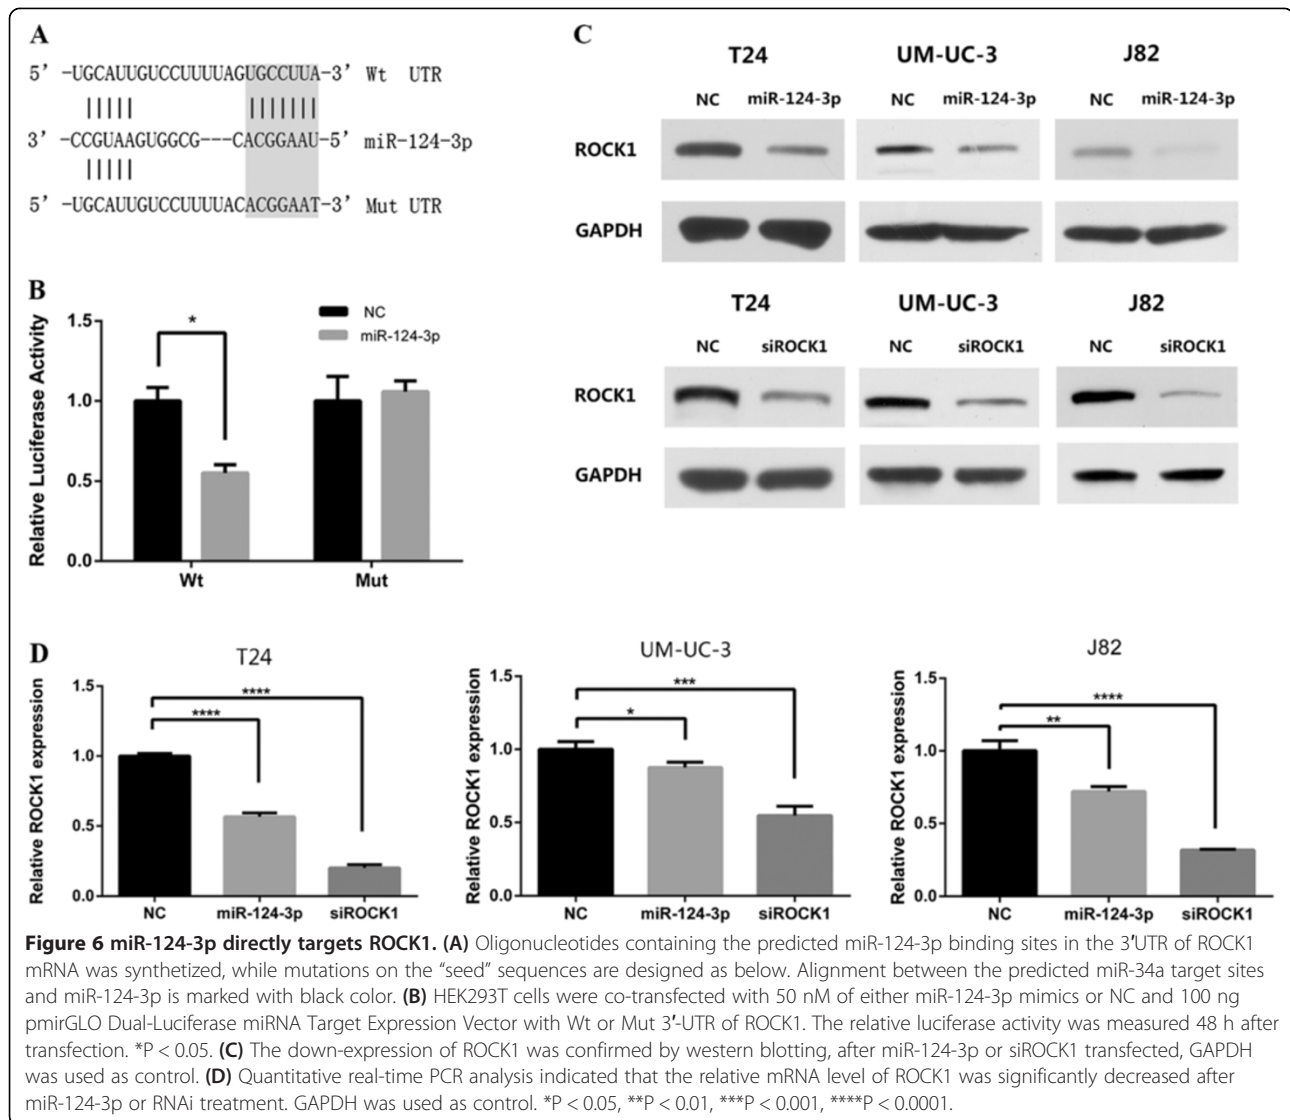 A
5' -UGCAUUGUCCUUUUAGUGCCUUA-3' Wt UTR
3' -CCGUAAGUGGCG---CACGGAAU-5' miR-124-3p
5' -UGCAUUGUCCUUUUACACGGAAT-3' Mut UTR
B
Relative Luciferase Activity
1.5
1.0
0.5
0.0
*
NC
miR-124-3p
Wt Mut
C
T24 UM-UC-3 J82
NC miR-124-3p NC miR-124-3p NC miR-124-3p
ROCK1
GAPDH
T24 UM-UC-3 J82
NC siROCK1 NC siROCK1 NC siROCK1
ROCK1
GAPDH
D
T24
Relative ROCK1 expression
1.5
1.0
0.5
0.0
****
****
NC miR-124-3p siROCK1
UM-UC-3
Relative ROCK1 expression
1.5
1.0
0.5
0.0
***
*
NC miR-124-3p siROCK1
J82
Relative ROCK1 expression
1.5
1.0
0.5
0.0
****
**
NC miR-124-3p siROCK1
Figure 6 miR-124-3p directly targets ROCK1. (A) Oligonucleotides containing the predicted miR-124-3p binding sites in the 3′UTR of ROCK1
mRNA was synthetized, while mutations on the “seed” sequences are designed as below. Alignment between the predicted miR-34a target sites
and miR-124-3p is marked with black color. (B) HEK293T cells were co-transfected with 50 nM of either miR-124-3p mimics or NC and 100 ng
pmirGLO Dual-Luciferase miRNA Target Expression Vector with Wt or Mut 3′-UTR of ROCK1. The relative luciferase activity was measured 48 h after
transfection. *P < 0.05. (C) The down-expression of ROCK1 was confirmed by western blotting, after miR-124-3p or siROCK1 transfected, GAPDH
was used as control. (D) Quantitative real-time PCR analysis indicated that the relative mRNA level of ROCK1 was significantly decreased after
miR-124-3p or RNAi treatment. GAPDH was used as control. *P < 0.05, **P < 0.01, ***P < 0.001, ****P < 0.0001.